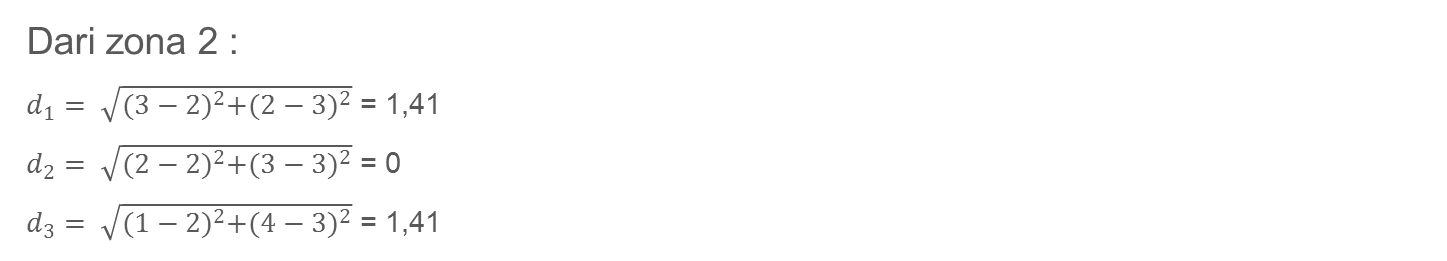 Dari zona 2 :
d₁ = √(3 − 2)²+(2 − 3)² = 1,41
d₂ = √(2 − 2)²+(3 − 3)² = 0
d₃ = √(1 − 2)²+(4 − 3)² = 1,41